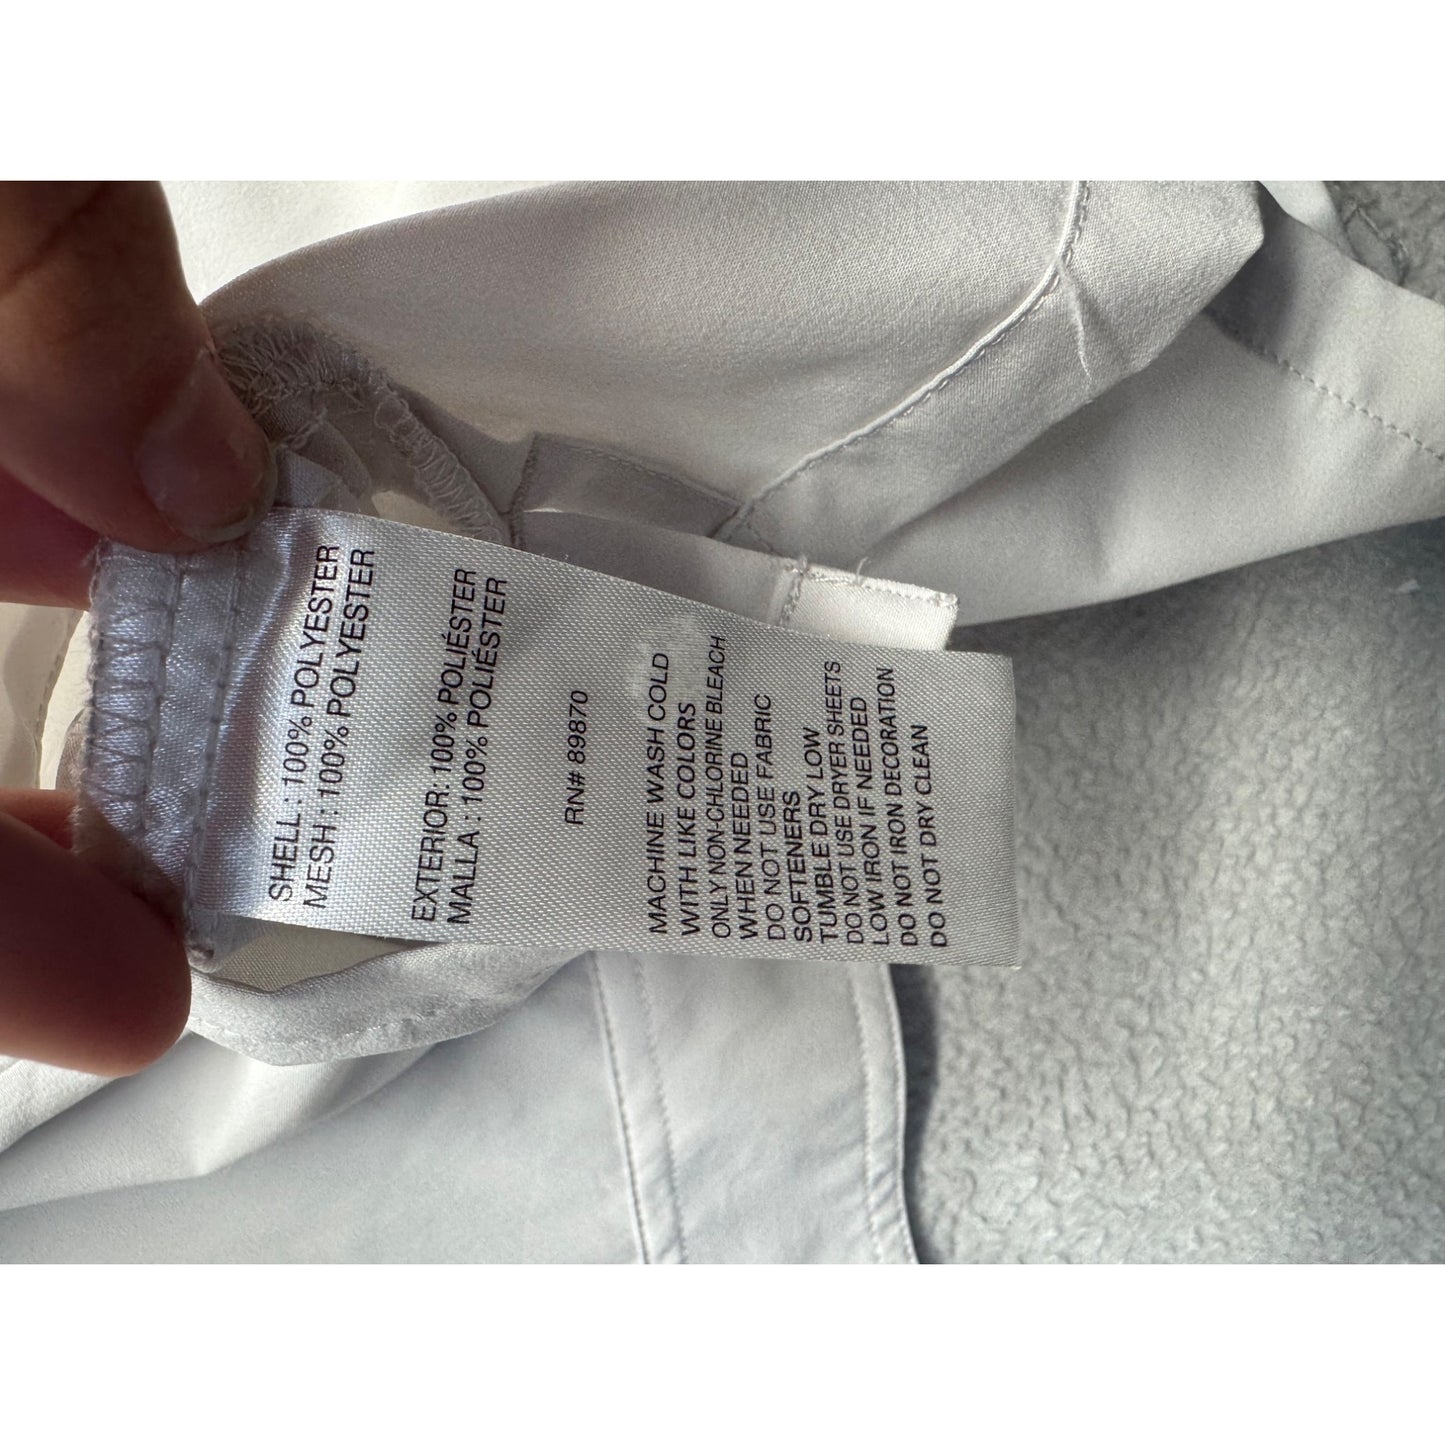 SHELL : 100% POLYESTER
MESH : 100% POLYESTER
EXTERIOR : 100% POLIÉSTER
MALLA : 100% POLIÉSTER
RN# 89870
MACHINE WASH COLD
WITH LIKE COLORS
ONLY NON-CHLORINE BLEACH
WHEN NEEDED
DO NOT USE FABRIC
SOFTENERS
TUMBLE DRY LOW
DO NOT USE DRYER SHEETS
LOW IRON IF NEEDED
DO NOT IRON DECORATION
DO NOT DRY CLEAN